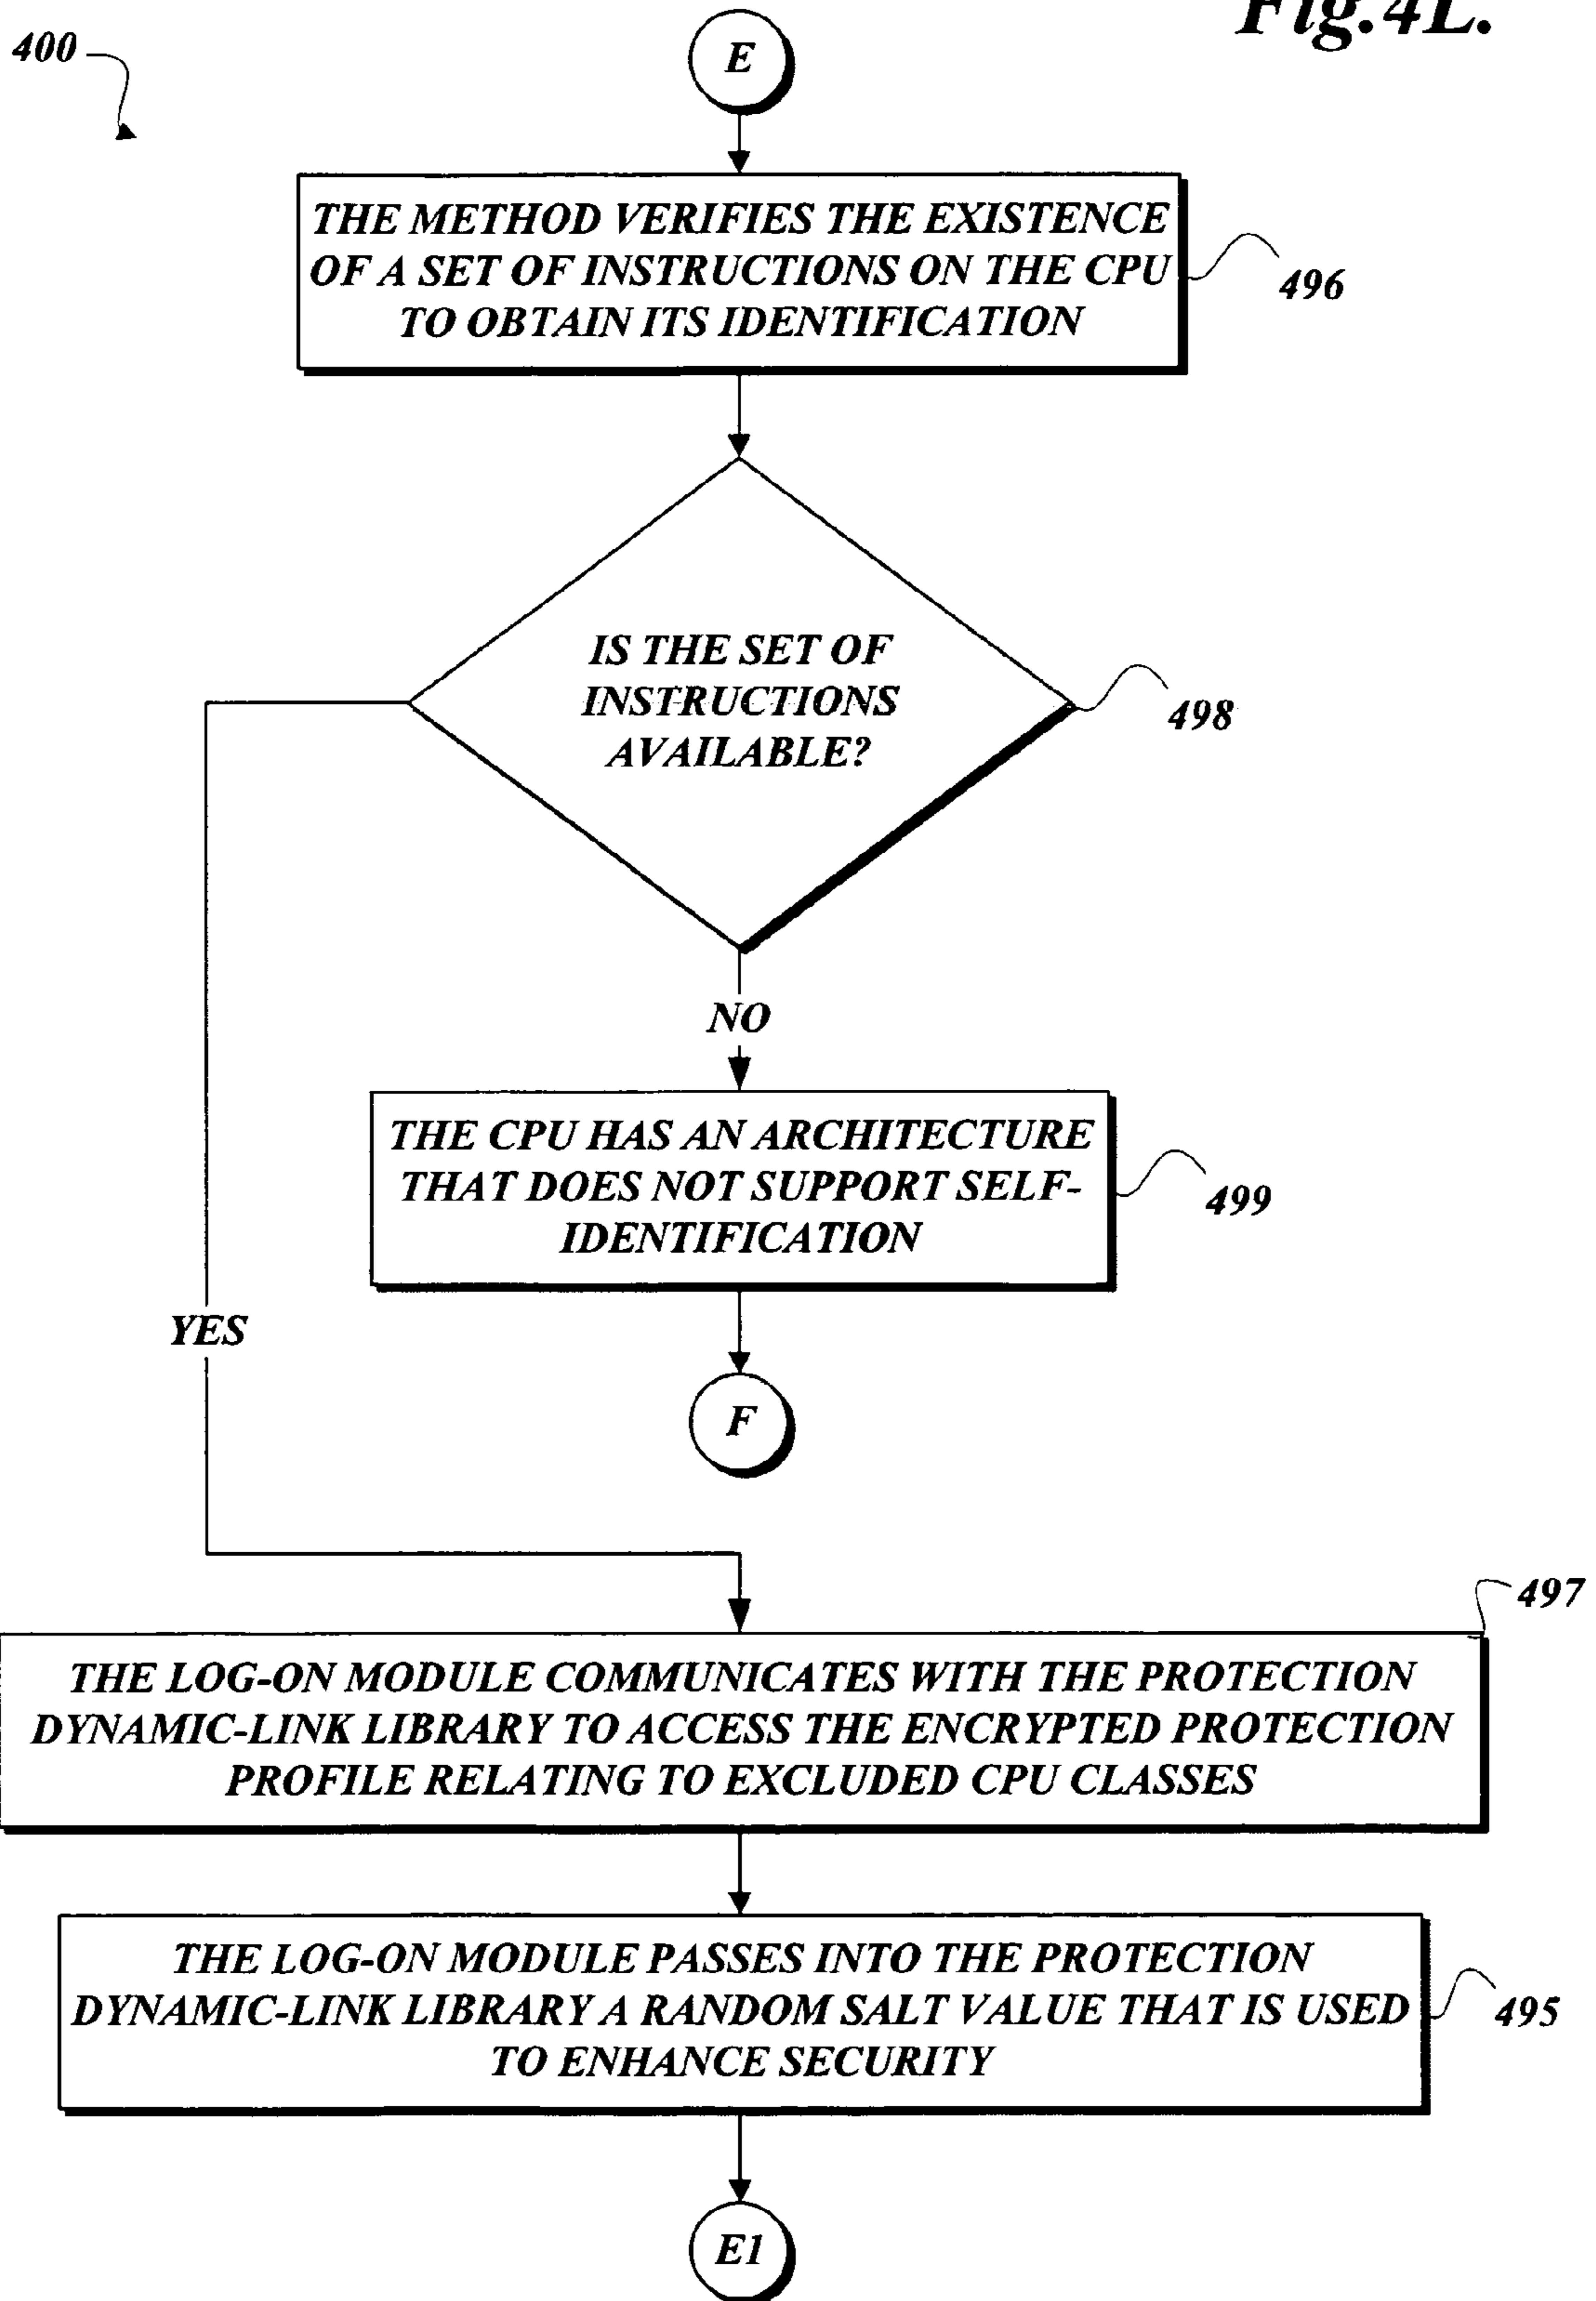 Fig.4L.
400
E
THE METHOD VERIFIES THE EXISTENCE
OF A SET OF INSTRUCTIONS ON THE CPU
TO OBTAIN ITS IDENTIFICATION
496
IS THE SET OF
INSTRUCTIONS
AVAILABLE?
498
NO
THE CPU HAS AN ARCHITECTURE
THAT DOES NOT SUPPORT SELF-
IDENTIFICATION
499
YES
F
497
THE LOG-ON MODULE COMMUNICATES WITH THE PROTECTION
DYNAMIC-LINK LIBRARY TO ACCESS THE ENCRYPTED PROTECTION
PROFILE RELATING TO EXCLUDED CPU CLASSES
THE LOG-ON MODULE PASSES INTO THE PROTECTION
DYNAMIC-LINK LIBRARY A RANDOM SALT VALUE THAT IS USED
TO ENHANCE SECURITY
495
E1